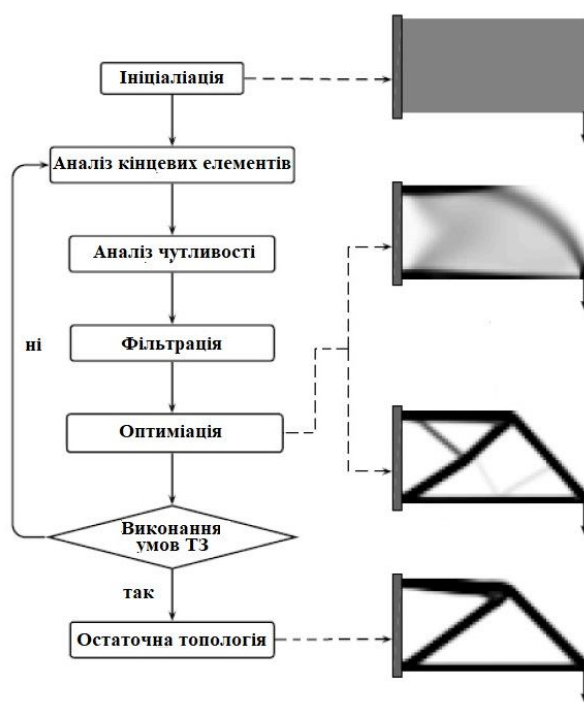 Ініціаліація
Аналіз кінцевих елементів
Аналіз чутливості
Фільтрація
ні
Оптиміація
Виконання
умов ТЗ
так
Остаточна топологія